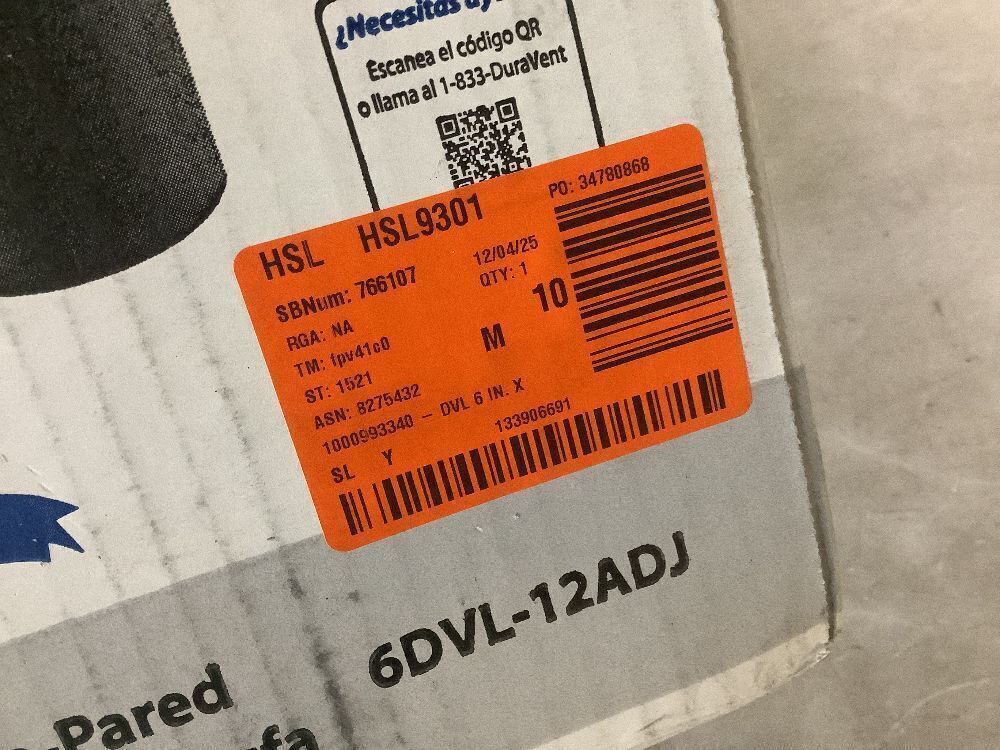 ¿Necesitas
Escanea el código QR
o llama al 1-833-DuraVent
HSL HSL9301
PO: 34780868
SBNum: 766107
12/04/25
RGA: NA
QTY: 1
TM: fpv41c0
10
ST: 1521
M
ASN: 8275432
1000993340 - DVL 6 IN. X
SL Y
133906691
6DVL-12ADJ
Pared